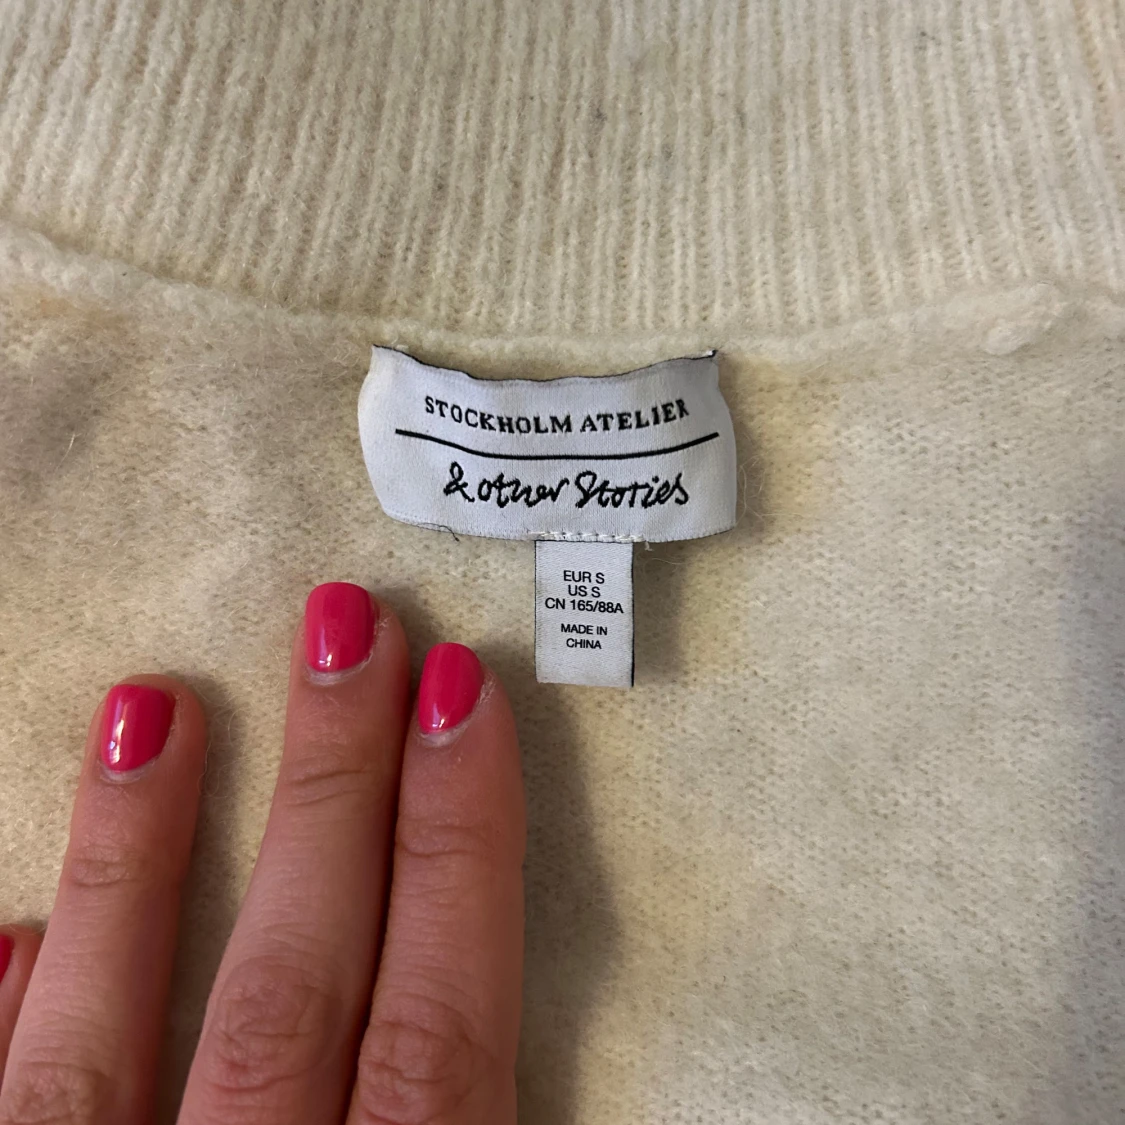 STOCKHOLM ATELIER
& other Stories
EUR S
US S
CN 165/88A
MADE IN
CHINA